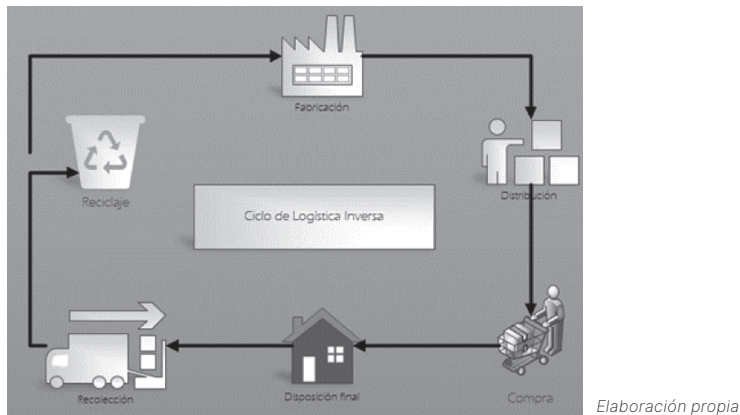 Fabricación
Distribución
Reciclaje
Ciclo de Logística Inversa
Compra
Disposición final
Recolección
Elaboración propia